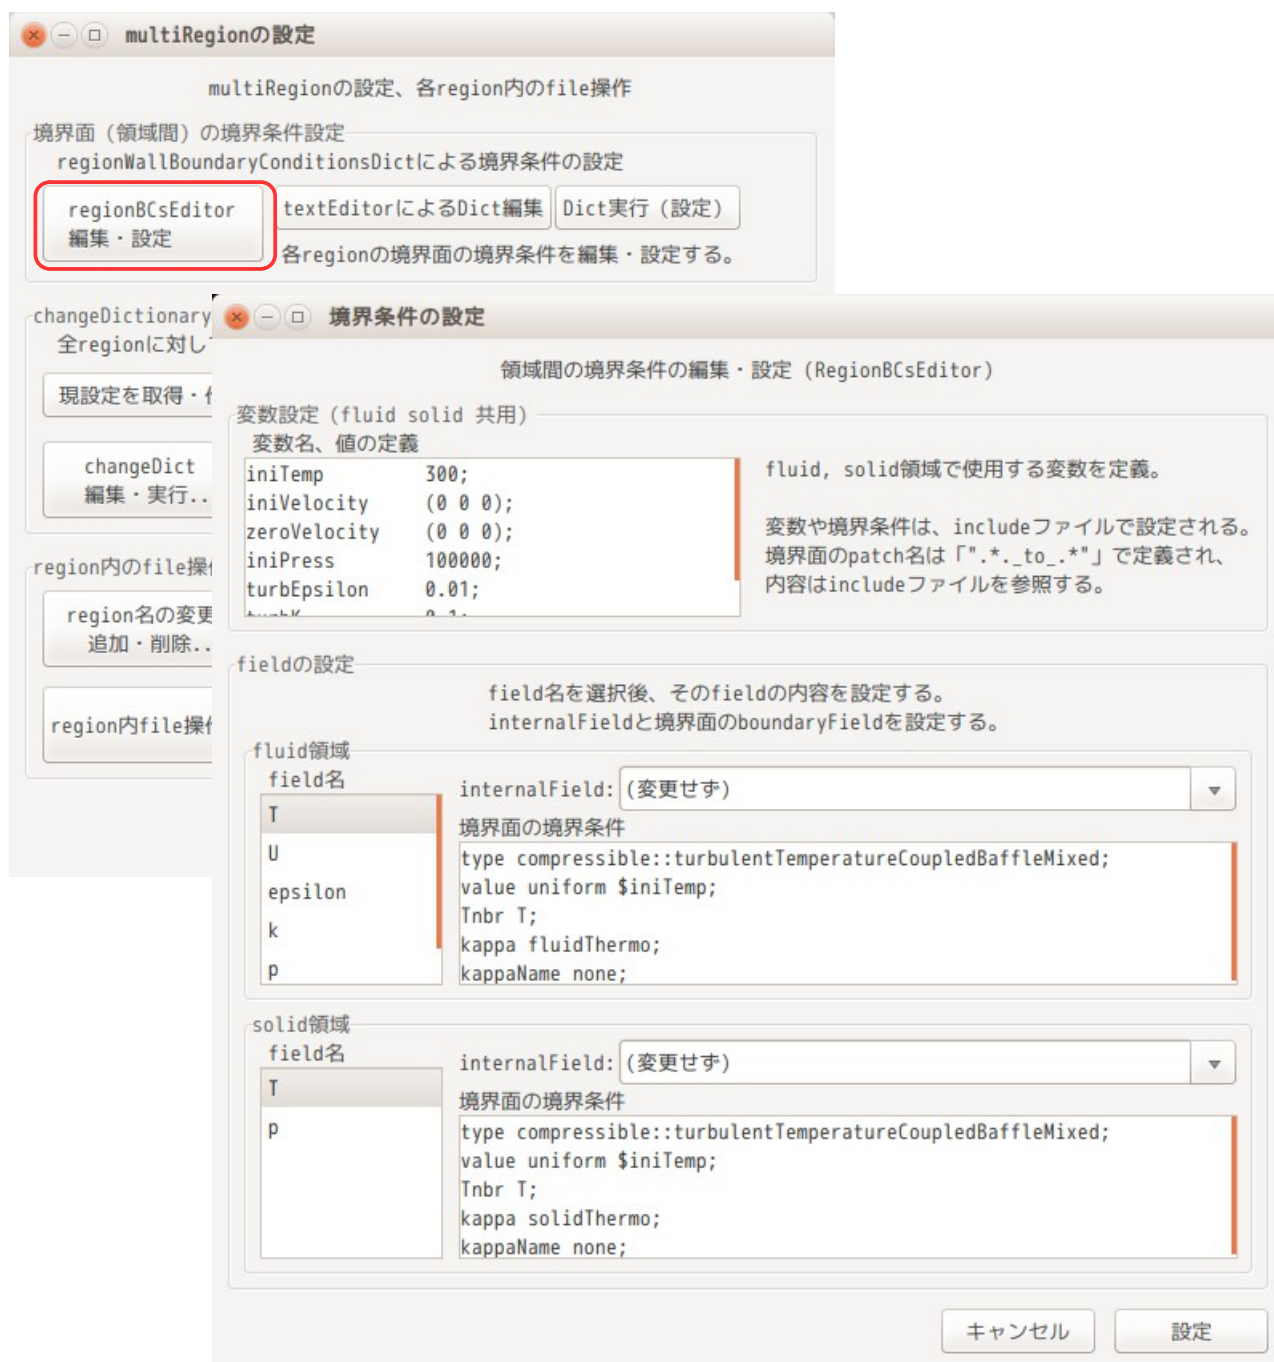 multiRegionの設定
multiRegionの設定、各region内のfile操作
境界面（領域間）の境界条件設定
regionWallBoundaryConditionsDictによる境界条件の設定
regionBCsEditor
編集・設定
textEditorによるDict編集
Dict実行（設定）
各regionの境界面の境界条件を編集・設定する。
changeDictionary
全regionに対し
現設定を取得・
changeDict
編集・実行..
region内のfile操
region名の変更
追加・削除..
region内file操
境界条件の設定
領域間の境界条件の編集・設定（RegionBCsEditor）
変数設定（fluid solid 共用）
変数名、値の定義
iniTemp 300;
iniVelocity (0 0 0);
zeroVelocity (0 0 0);
iniPress 100000;
turbEpsilon 0.01;
fluid, solid領域で使用する変数を定義。
変数や境界条件は、includeファイルで設定される。
境界面のpatch名は「".*._to_.*"」で定義され、
内容はincludeファイルを参照する。
fieldの設定
field名を選択後、そのfieldの内容を設定する。
internalFieldと境界面のboundaryFieldを設定する。
fluid領域
field名
T
U
epsilon
k
p
internalField: (変更せず)
境界面の境界条件
type compressible::turbulentTemperatureCoupledBaffleMixed;
value uniform $iniTemp;
Tnbr T;
kappa fluidThermo;
kappaName none;
solid領域
field名
T
p
internalField: (変更せず)
境界面の境界条件
type compressible::turbulentTemperatureCoupledBaffleMixed;
value uniform $iniTemp;
Tnbr T;
kappa solidThermo;
kappaName none;
キャンセル
設定